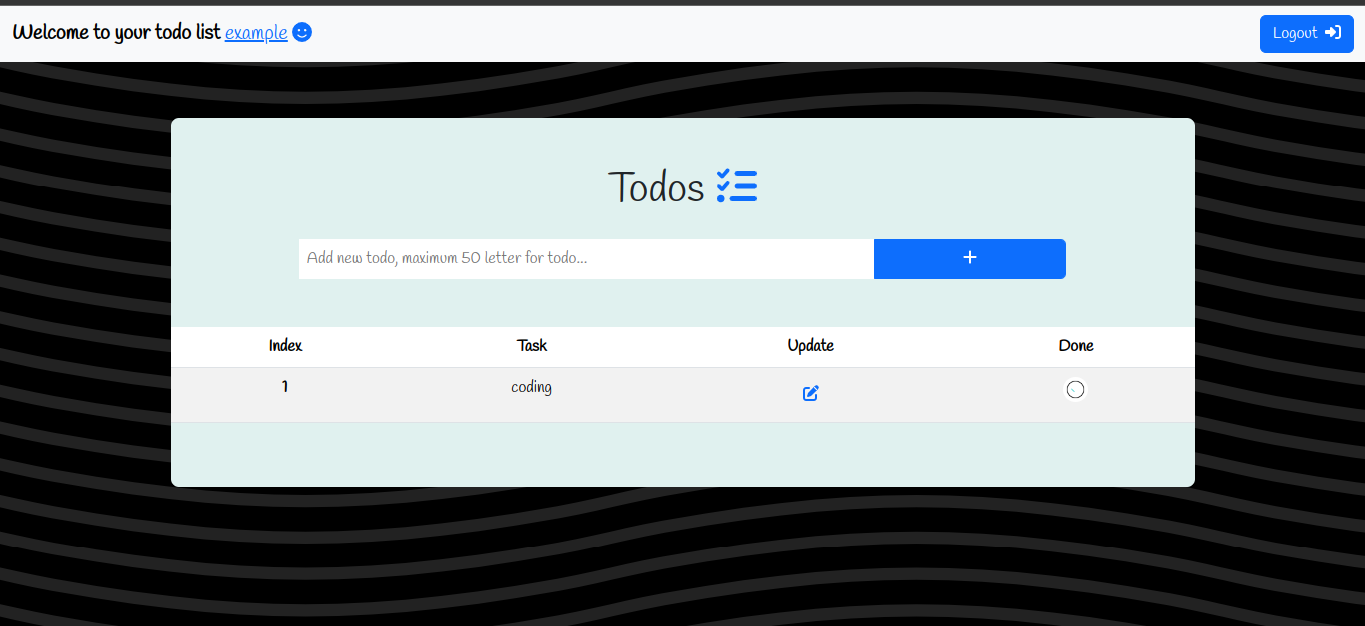 Welcome to your todo list example
Logout
Todos
Add new todo, maximum 50 letter for todo...
Index Task Update Done
1 coding